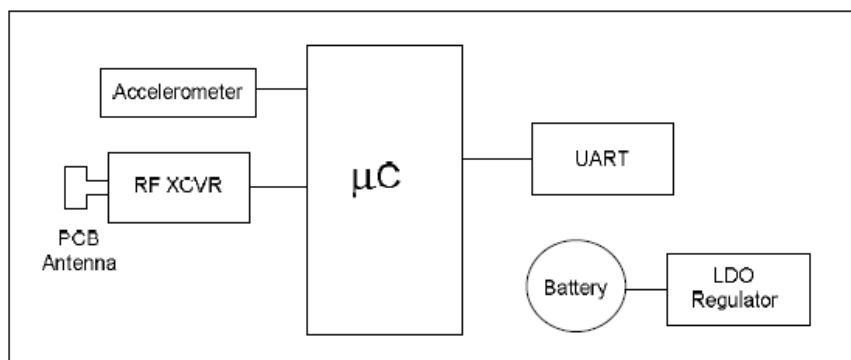 Accelerometer
RF XCVR
PCB
Antenna
μC
UART
Battery
LDO
Regulator